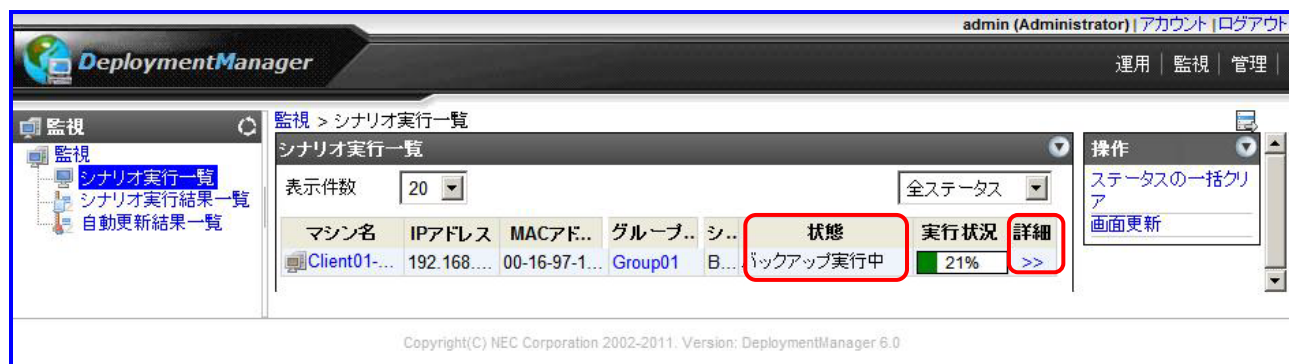 admin (Administrator) | アカウント | ログアウト
DeploymentManager
運用 | 監視 | 管理 |
監視
監視
シナリオ実行一覧
シナリオ実行結果一覧
自動更新結果一覧
監視 > シナリオ実行一覧
シナリオ実行一覧
表示件数 20 全ステータス
マシン名 IPアドレス MACアド... グループ.. シ.. 状態 実行状況 詳細
Client01-... 192.168.... 00-16-97-1... Group01 B... バックアップ実行中 21% >>
操作
ステータスの一括クリ
ア
画面更新
Copyright(C) NEC Corporation 2002-2011. Version: DeploymentManager 6.0